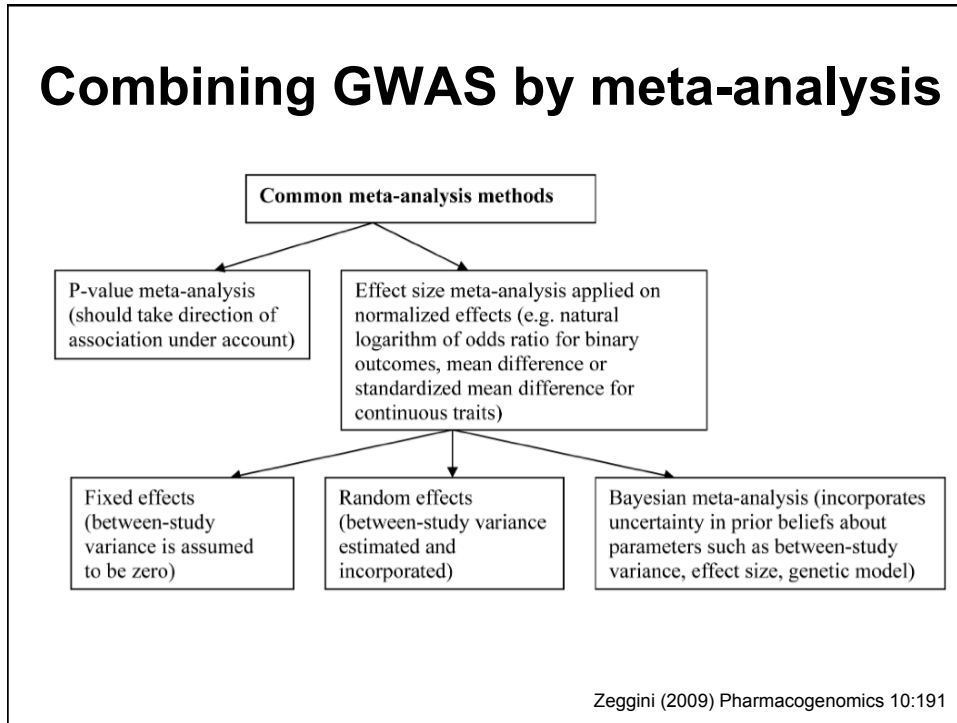 Combining GWAS by meta-analysis
Common meta-analysis methods
P-value meta-analysis
(should take direction of
association under account)
Effect size meta-analysis applied on
normalized effects (e.g. natural
logarithm of odds ratio for binary
outcomes, mean difference or
standardized mean difference for
continuous traits)
Fixed effects
(between-study
variance is assumed
to be zero)
Random effects
(between-study variance
estimated and
incorporated)
Bayesian meta-analysis (incorporates
uncertainty in prior beliefs about
parameters such as between-study
variance, effect size, genetic model)
Zeggini (2009) Pharmacogenomics 10:191